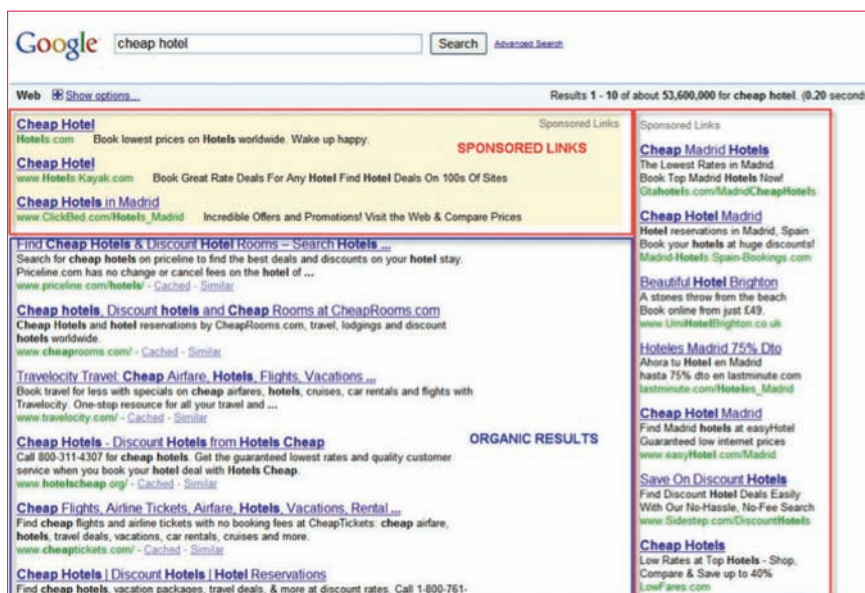 Google
cheap hotel
Search
Advanced Search
Web
Show options...
Results 1 - 10 of about 53,600,000 for cheap hotel. (0.20 second
Cheap Hotel
Sponsored Links
Hotels.com Book lowest prices on Hotels worldwide. Wake up happy.
SPONSORED LINKS
Cheap Hotel
www.Hotels.Kayak.com Book Great Rate Deals For Any Hotel Find Hotel Deals On 100s Of Sites
Cheap Hotels in Madrid
www.ClickBed.com/Hotels_Madrid Incredible Offers and Promotions! Visit the Web & Compare Prices
Find Cheap Hotels & Discount Hotel Rooms – Search Hotels ...
Search for cheap hotels on priceline to find the best deals and discounts on your hotel stay.
Priceline.com has no change or cancel fees on the hotel of ...
www.priceline.com/hotels/ - Cached - Similar
Cheap hotels, Discount hotels and Cheap Rooms at CheapRooms.com
Cheap Hotels and hotel reservations by CheapRooms.com, travel, lodgings and discount
hotels worldwide.
www.cheaprooms.com/ - Cached - Similar
Travelocity Travel: Cheap Airfare, Hotels, Flights, Vacations ...
Book travel for less with specials on cheap airfares, hotels, cruises, car rentals and flights with
Travelocity. One-stop resource for all your travel and ...
www.travelocity.com/ - Cached - Similar
Cheap Hotels - Discount Hotels from Hotels Cheap
ORGANIC RESULTS
Call 800-311-4307 for cheap hotels. Get the guaranteed lowest rates and quality customer
service when you book your hotel deal with Hotels Cheap.
www.hotelscheap.org/ - Cached - Similar
Cheap Flights, Airline Tickets, Airfare, Hotels, Vacations, Rental ...
Find cheap flights and airline tickets with no booking fees at CheapTickets: cheap airfare,
hotels, travel deals, vacations, car rentals, cruises and more.
www.cheaptickets.com/ - Cached - Similar
Cheap Hotels | Discount Hotels | Hotel Reservations
Find cheap hotels, vacation packages, travel deals, & more at discount rates. Call 1-800-761-
Sponsored Links
Cheap Madrid Hotels
The Lowest Rates in Madrid.
Book Top Madrid Hotels Now!
Gtahotels.com/MadridCheapHotels
Cheap Hotel Madrid
Hotel reservations in Madrid, Spain
Book your hotels at huge discounts!
Madrid-Hotels.Spain-Bookings.com
Beautiful Hotel Brighton
A stones throw from the beach
Book online from just £49.
www.UmiHotelBrighton.co.uk
Hoteles Madrid 75% Dto
Ahora tu Hotel en Madrid
hasta 75% dto en lastminute.com
lastminute.com/Hoteles_Madrid
Cheap Hotel Madrid
Find Madrid hotels at easyHotel
Guaranteed low internet prices
www.easyHotel.com/Madrid
Save On Discount Hotels
Find Discount Hotel Deals Easily
With Our No-Hassle, No-Fee Search
www.Sidestep.com/DiscountHotels
Cheap Hotels
Low Rates at Top Hotels - Shop,
Compare & Save up to 40%
LowFares.com